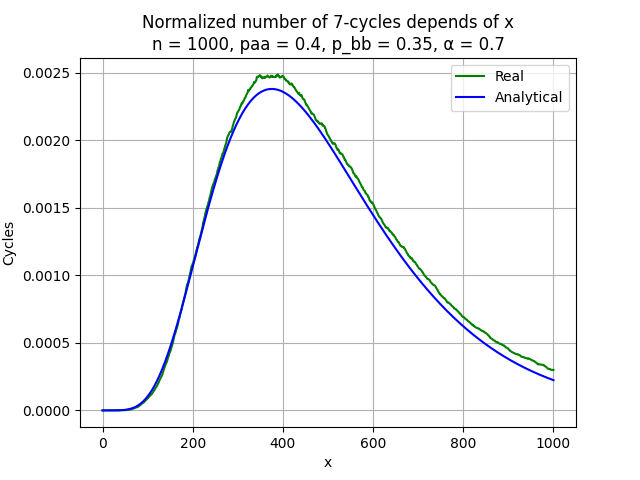 Normalized number of 7-cycles depends of x
n = 1000, paa = 0.4, p_bb = 0.35, α = 0.7
Real
Analytical
0.0025
0.0020
0.0015
0.0010
0.0005
0.0000
Cycles
0 200 400 600 800 1000
x